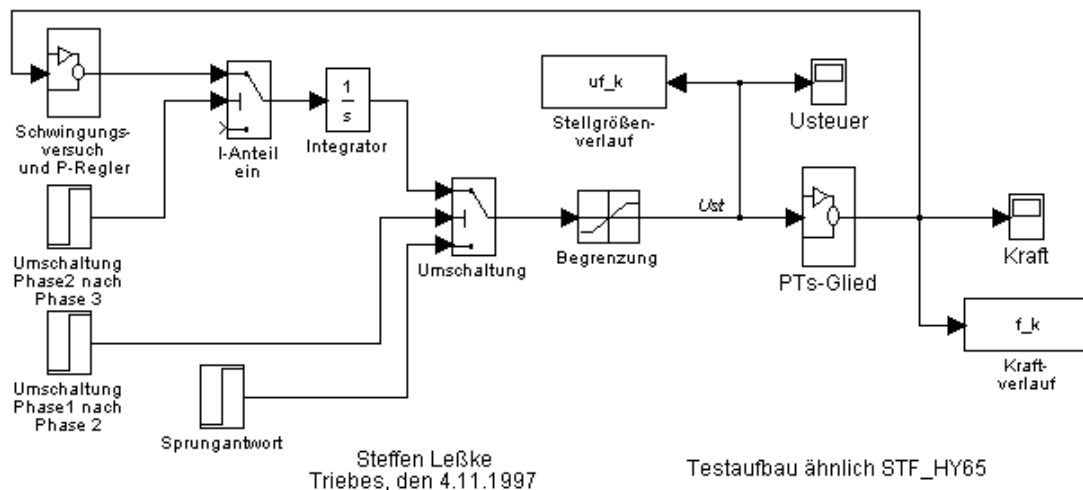 uf_k
Stellgrößen-
verlauf
Usteuer
Schwingungs-
versuch
und P-Regler
I-Anteil
ein
1
s
Integrator
Umschaltung
Phase2 nach
Phase 3
Umschaltung
Begrenzung
Ust
PTs-Glied
Kraft
f_k
Kraft-
verlauf
Umschaltung
Phase1 nach
Phase 2
Sprungantwort
Steffen Leßke
Triebes, den 4.11.1997
Testaufbau ähnlich STF_HY65